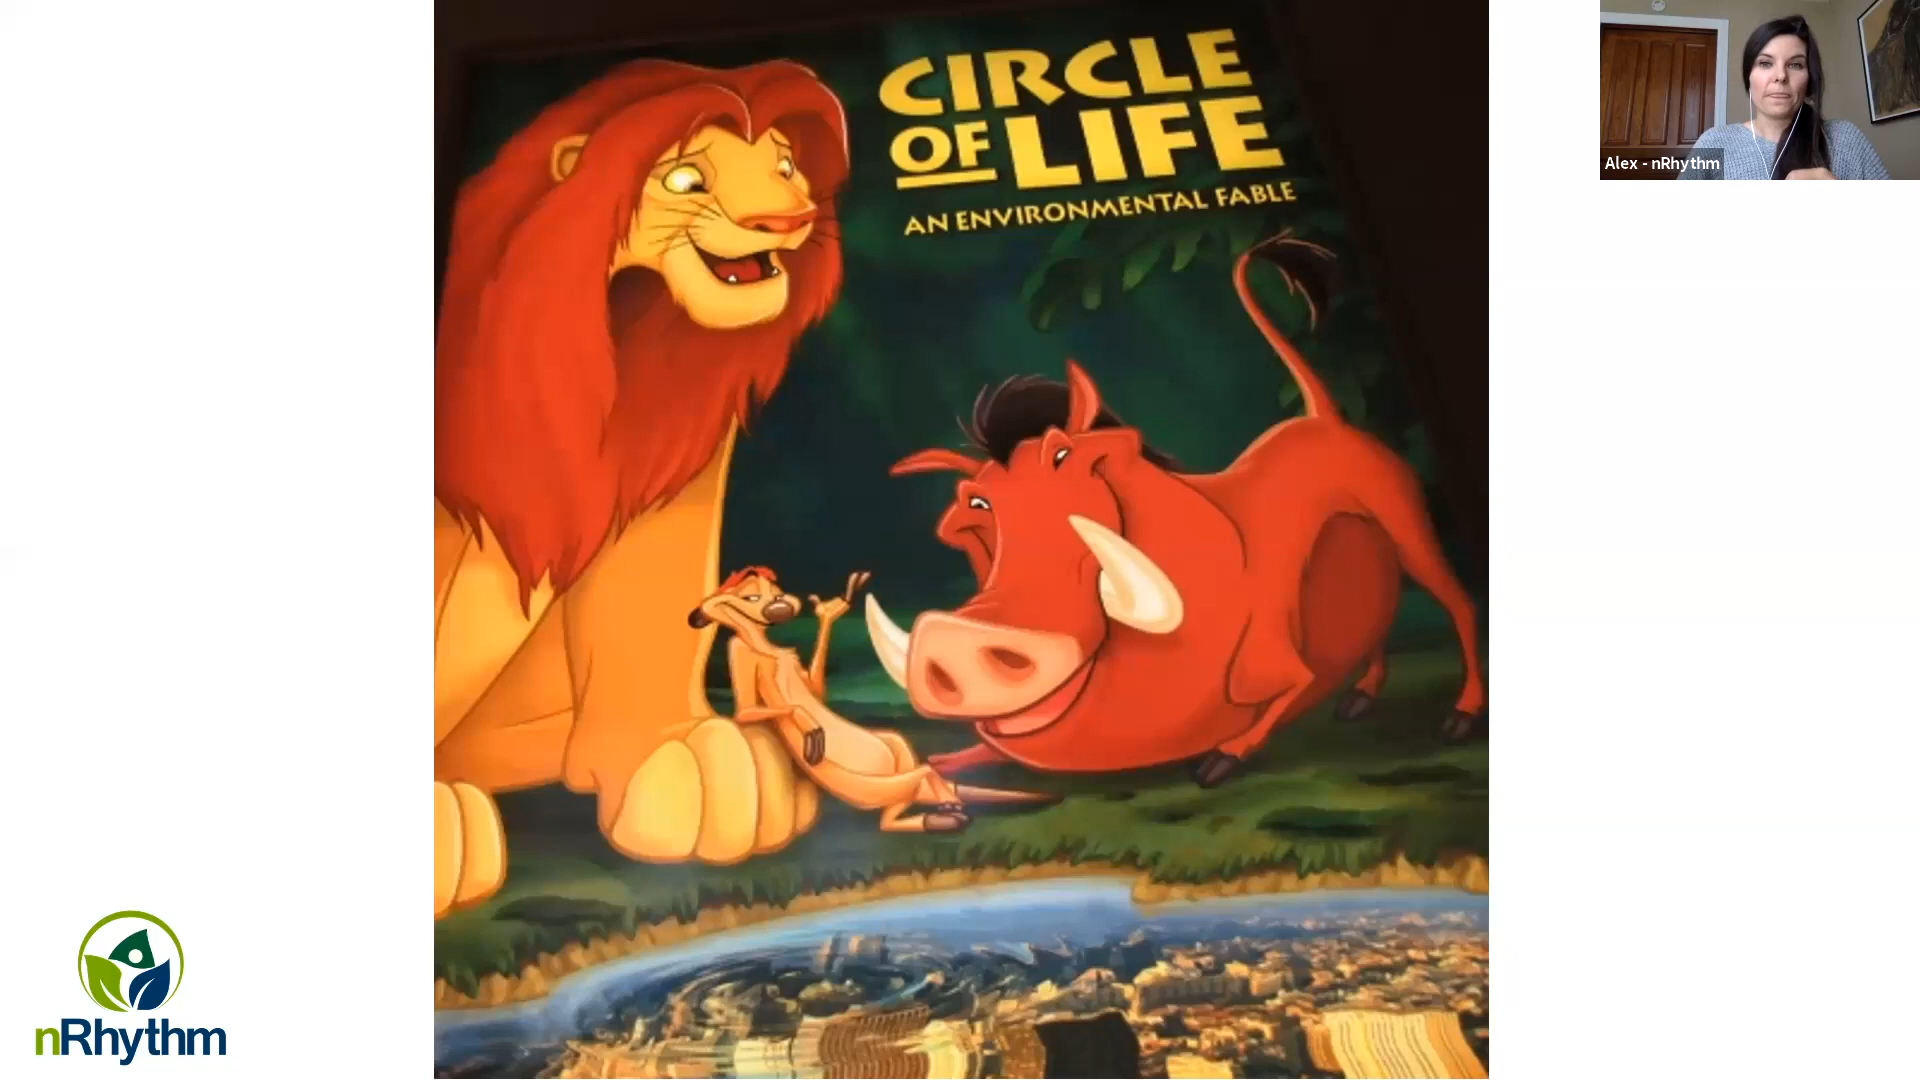 CIRCLE
OF LIFE
AN ENVIRONMENTAL FABLE
Alex - nRhythm
nRhythm